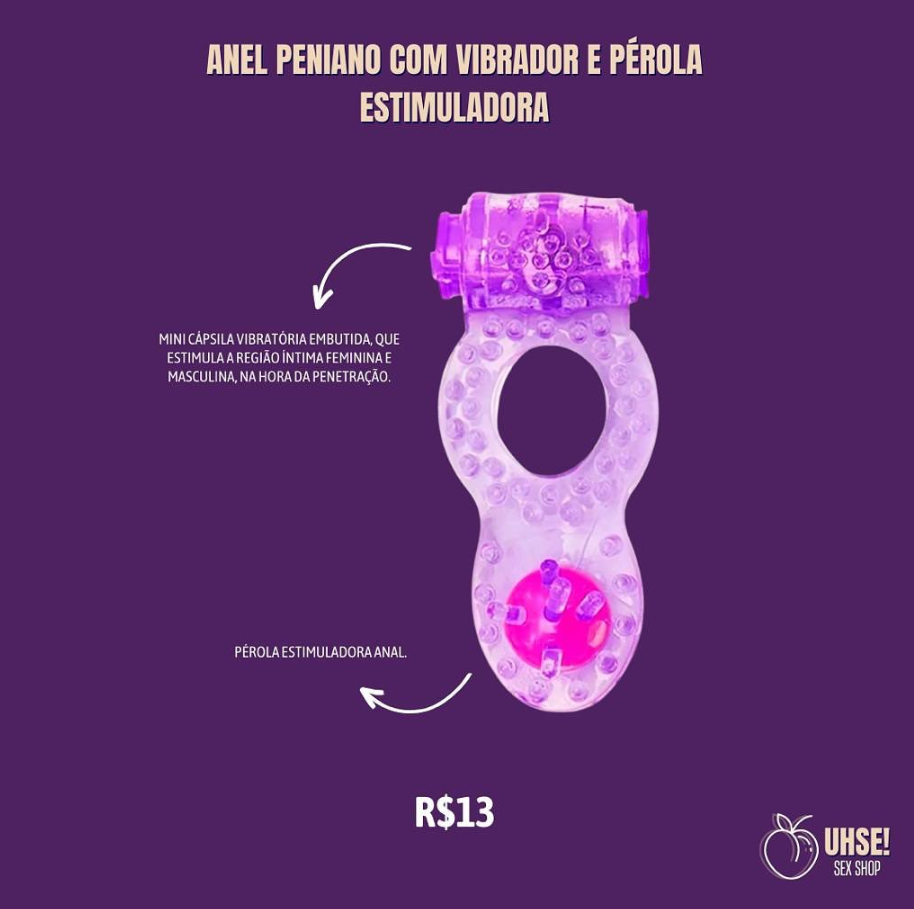 ANEL PENIANO COM VIBRADOR E PÉROLA
ESTIMULADORA
MINI CÁPSILA VIBRATÓRIA EMBUTIDA, QUE
ESTIMULA A REGIÃO ÍNTIMA FEMININA E
MASCULINA, NA HORA DA PENETRAÇÃO.
PÉROLA ESTIMULADORA ANAL.
R$13
UHSE!
SEX SHOP